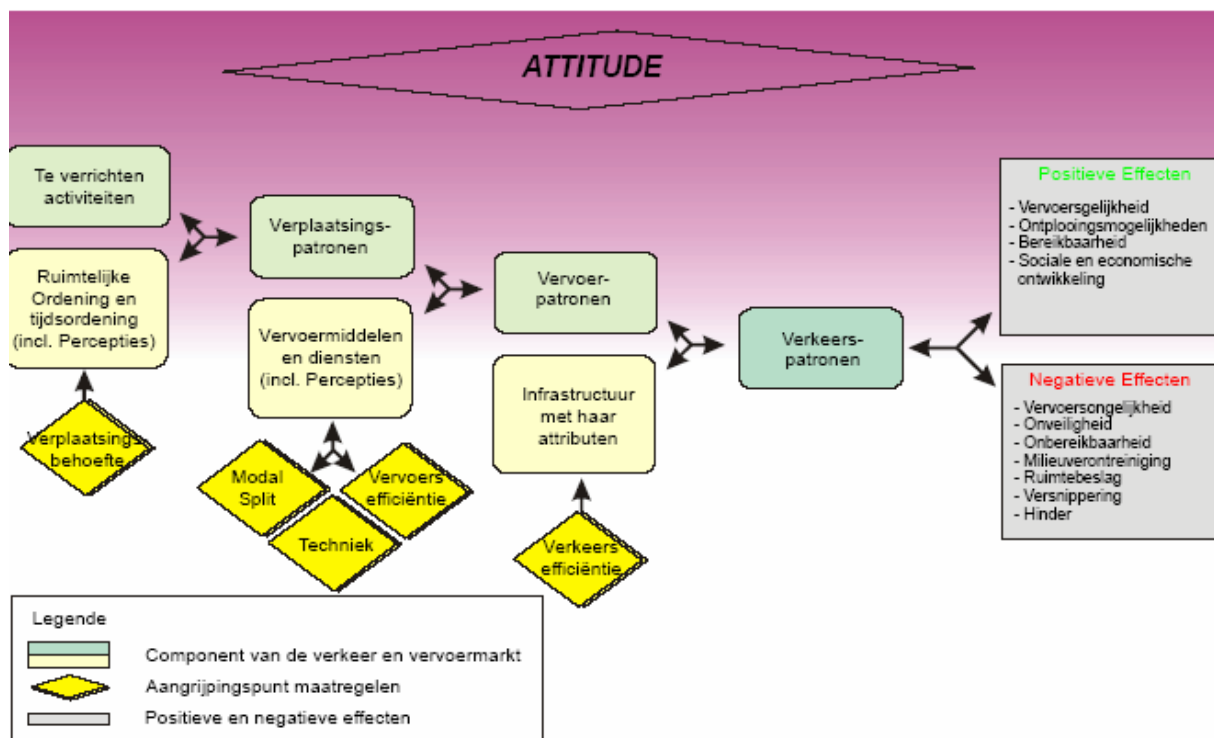 ATTITUDE
Te verrichten
activiteiten
Ruimtelijke
Ordening en
tijdsordening
(incl. Percepties)
Verplaatsings
behoefte
Verplaatsings-
patronen
Vervoermiddelen
en diensten
(incl. Percepties)
Modal
Split
Techniek
Vervoers
efficiëntie
Vervoer-
patronen
Infrastructuur
met haar
attributen
Verkeers
efficiëntie
Verkeers-
patronen
Positieve Effecten
- Vervoersgelijkheid
- Ontplooingsmogelijkheden
- Bereikbaarheid
- Sociale en economische
ontwikkeling
Negatieve Effecten
- Vervoersongelijkheid
- Onveiligheid
- Onbereikbaarheid
- Milieuverontreiniging
- Ruimtebeslag
- Versnippering
- Hinder
Legende
Component van de verkeer en vervoermarkt
Aangrijpingspunt maatregelen
Positieve en negatieve effecten